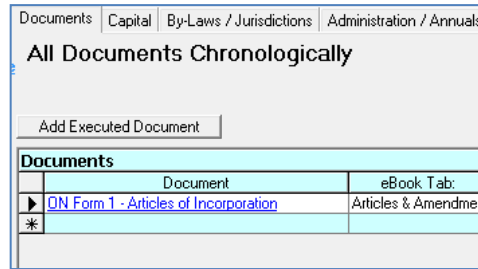 Documents Capital By-Laws / Jurisdictions Administration / Annuals
All Documents Chronologically
Add Executed Document
Documents
Document eBook Tab:
ON Form 1 - Articles of Incorporation Articles & Amendme